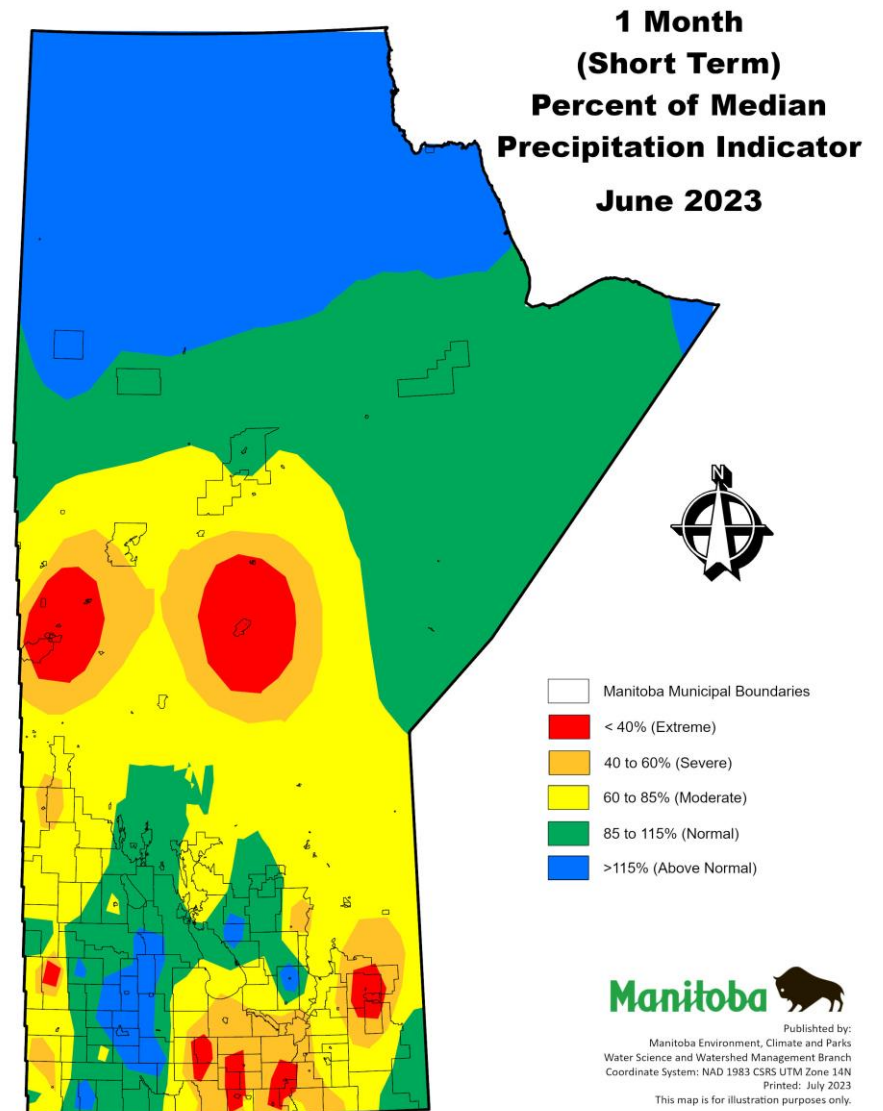 1 Month
(Short Term)
Percent of Median
Precipitation Indicator
June 2023
N
Manitoba Municipal Boundaries
< 40% (Extreme)
40 to 60% (Severe)
60 to 85% (Moderate)
85 to 115% (Normal)
>115% (Above Normal)
Manitoba
Published by:
Manitoba Environment, Climate and Parks
Water Science and Watershed Management Branch
Coordinate System: NAD 1983 CSRS UTM Zone 14N
Printed: July 2023
This map is for illustration purposes only.